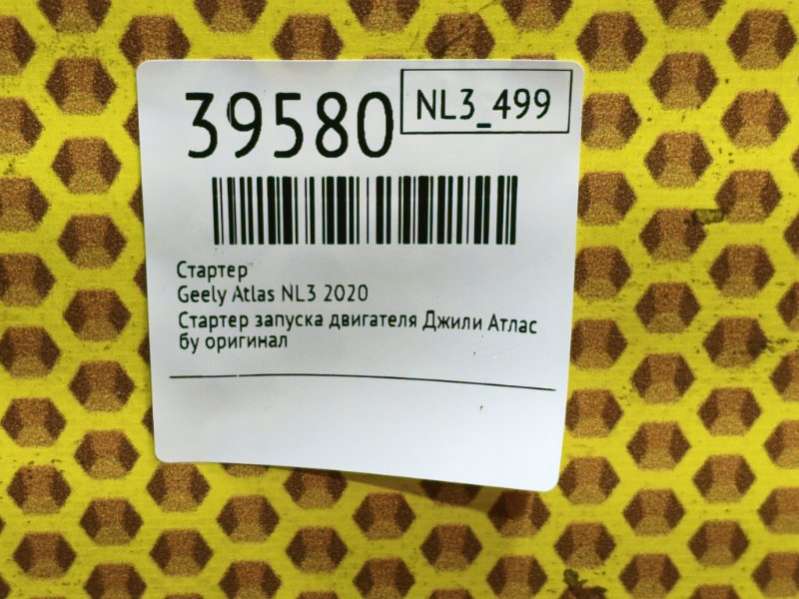 39580
NL3_499
Стартер
Geely Atlas NL3 2020
Стартер запуска двигателя Джили Атлас
бу оригинал